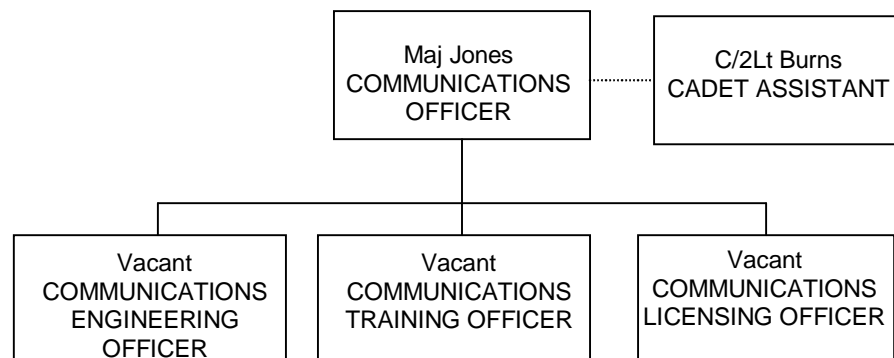 Maj Jones
COMMUNICATIONS
OFFICER
C/2Lt Burns
CADET ASSISTANT
Vacant
COMMUNICATIONS
ENGINEERING
OFFICER
Vacant
COMMUNICATIONS
TRAINING OFFICER
Vacant
COMMUNICATIONS
LICENSING OFFICER